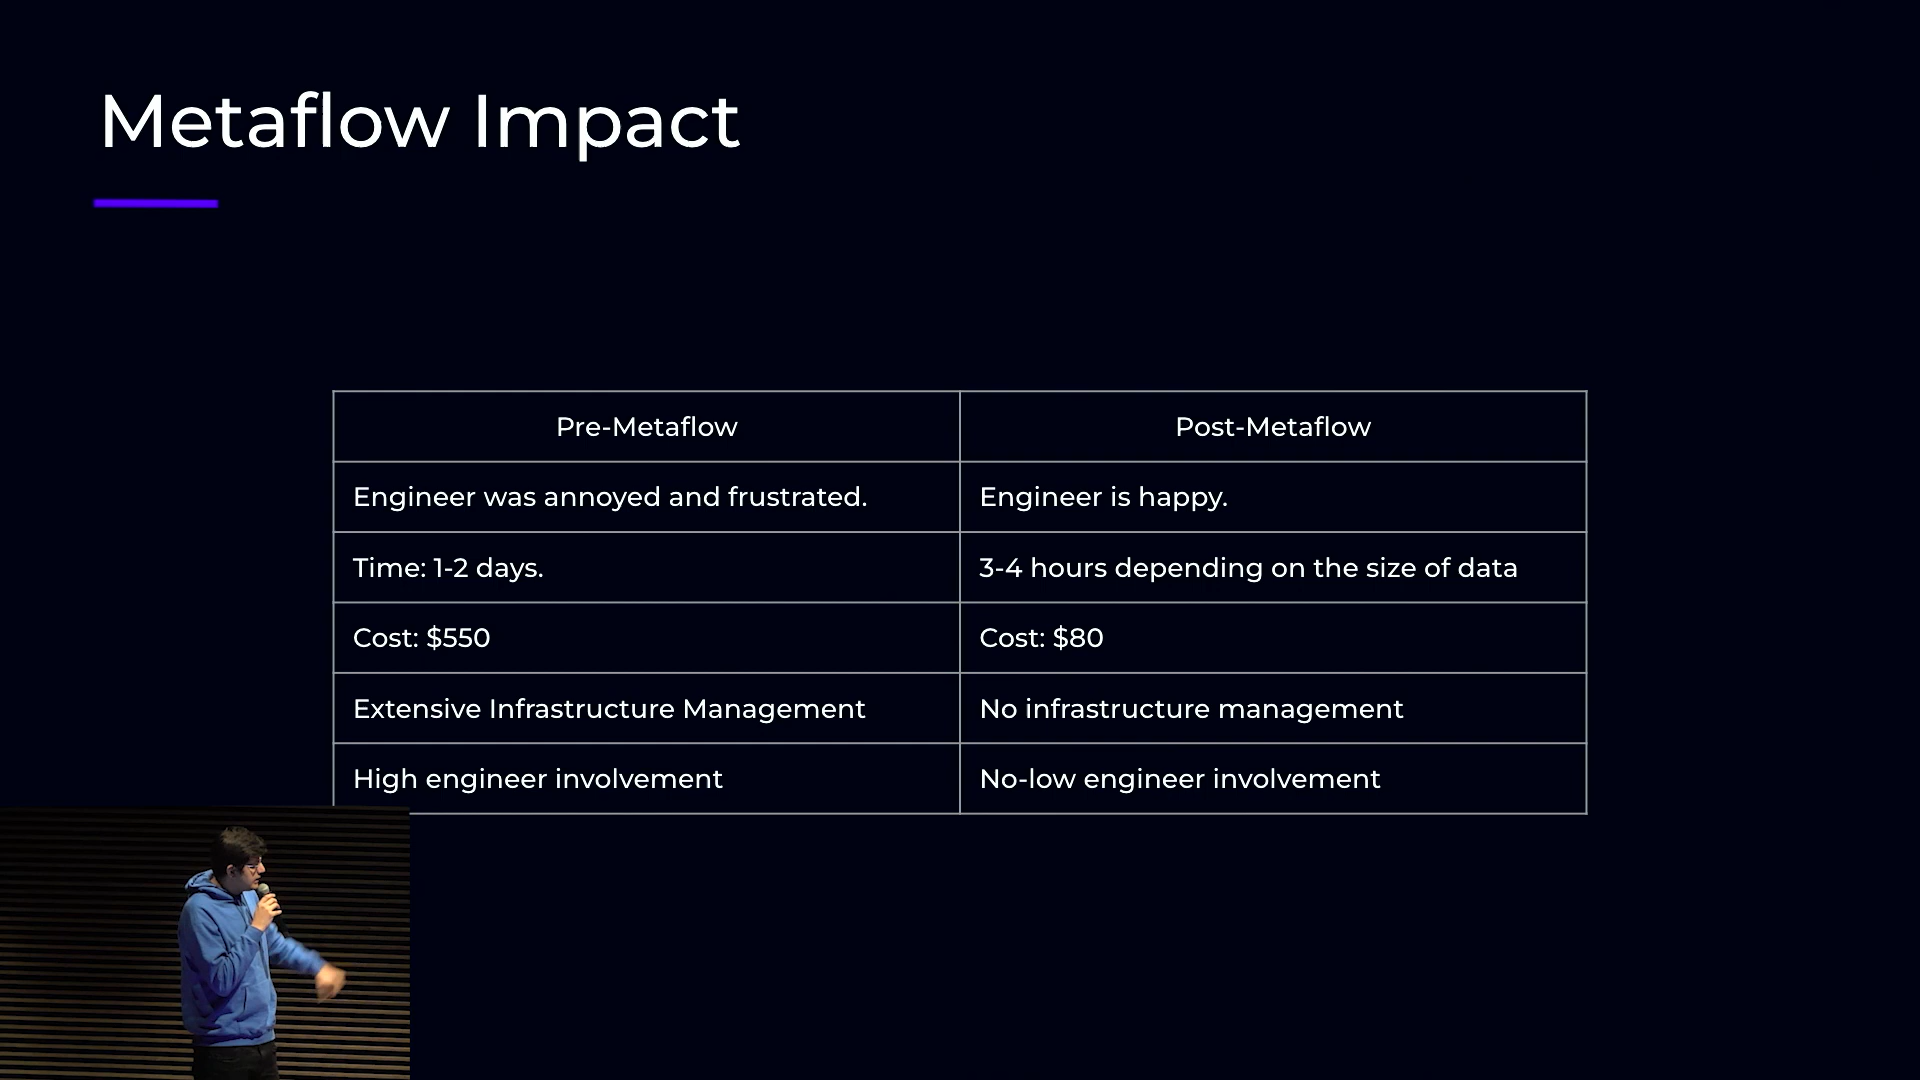 Metaflow Impact
Pre-Metaflow
Post-Metaflow
Engineer was annoyed and frustrated.
Engineer is happy.
Time: 1-2 days.
3-4 hours depending on the size of data
Cost: $550
Cost: $80
Extensive Infrastructure Management
No infrastructure management
High engineer involvement
No-low engineer involvement